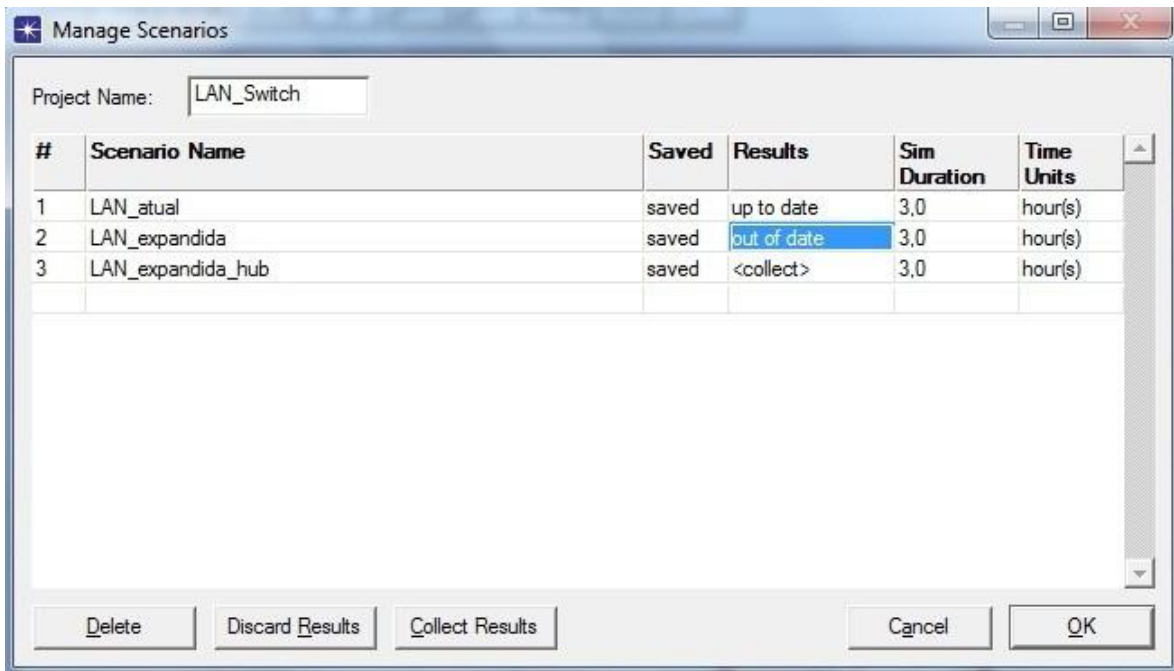 Manage Scenarios
Project Name: LAN_Switch
# Scenario Name Saved Results Sim Duration Time Units
1 LAN_atual saved up to date 3,0 hour(s)
2 LAN_expandida saved out of date 3,0 hour(s)
3 LAN_expandida_hub saved <collect> 3,0 hour(s)
Delete Discard Results Collect Results Cancel OK